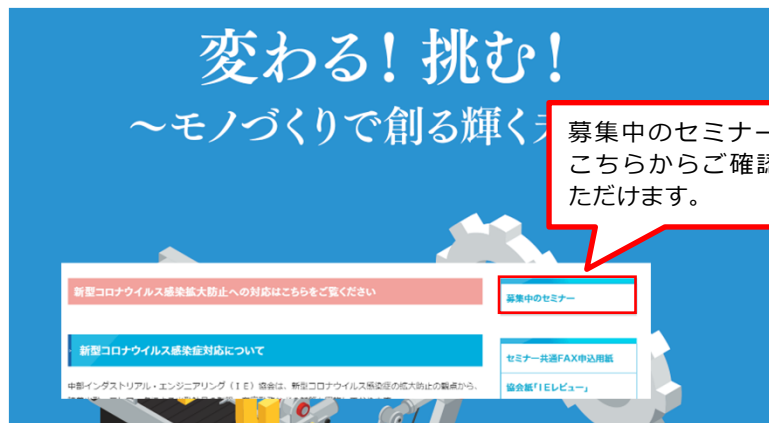 変わる！挑む！
～モノづくりで創る輝く
募集中のセミナー
こちらからご確認
ただけます。
新型コロナウイルス感染拡大防止への対応はこちらをご覧ください
募集中のセミナー
新型コロナウイルス感染症対応について
セミナー共通FAX申込用紙
中部インダストリアル・エンジニアリング（ＩＥ）協会は、新型コロナウイルス感染症の拡大防止の観点から、
協会紙「ＩＥレビュー」